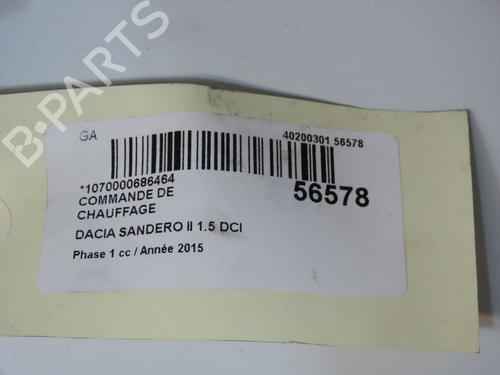 GA
40200301 56578
*1070000686464
56578
COMMANDE DE
CHAUFFAGE
DACIA SANDERO II 1.5 DCI
Phase 1 cc / Année 2015
B-PARTS